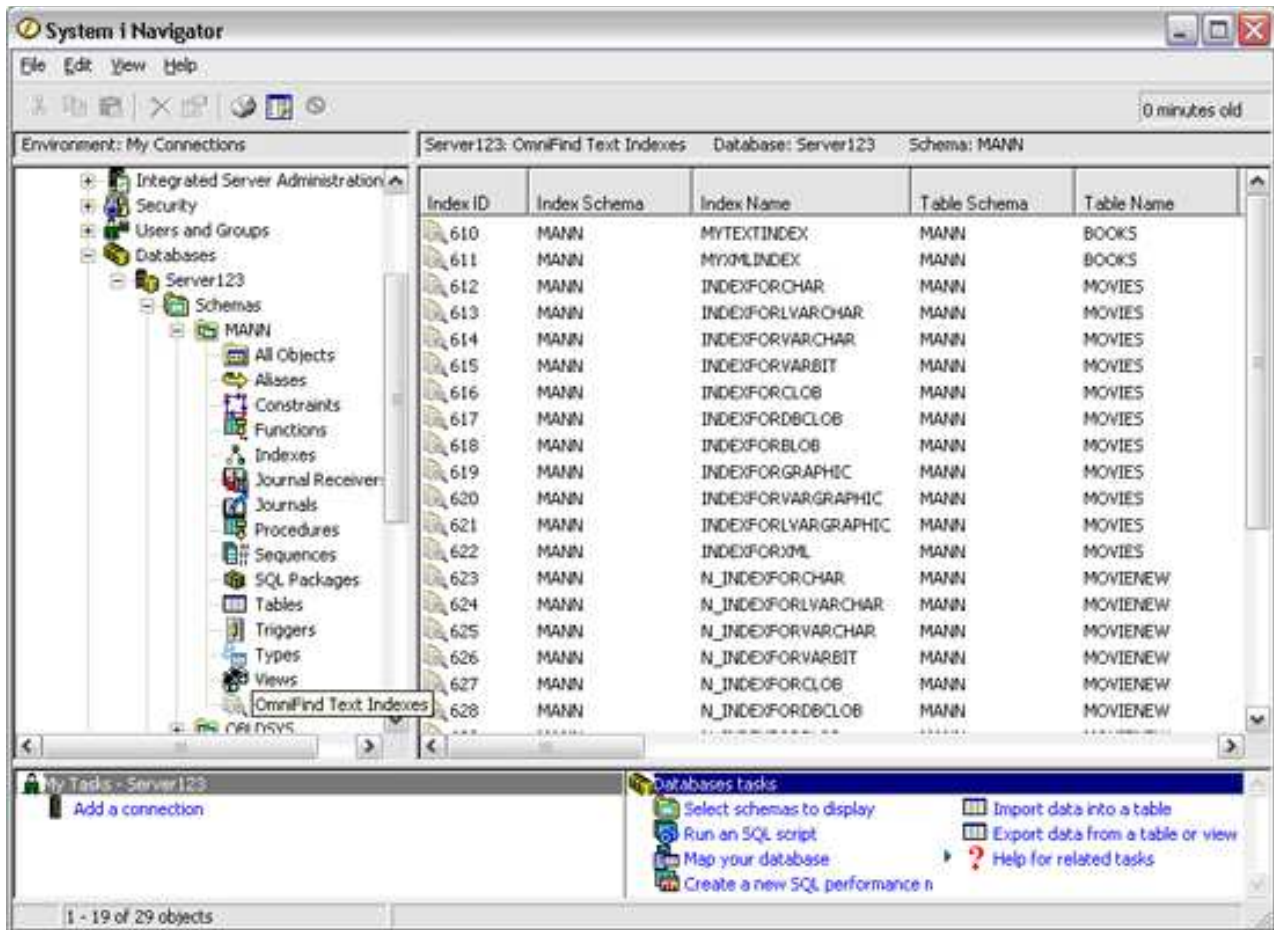 System i Navigator
File Edit View Help
0 minutes old
Environment: My Connections
Server123: OmniFind Text Indexes Database: Server123 Schema: MANN
Integrated Server Administration
Security
Users and Groups
Databases
Server123
Schemas
MANN
All Objects
Aliases
Constraints
Functions
Indexes
Journal Receiver
Journals
Procedures
Sequences
SQL Packages
Tables
Triggers
Types
Views
OmniFind Text Indexes
QBLDSYS
Index ID Index Schema Index Name Table Schema Table Name
610 MANN MYTEXTINDEX MANN BOOKS
611 MANN MYXMLINDEX MANN BOOKS
612 MANN INDEXFORCHAR MANN MOVIES
613 MANN INDEXFORLVARCHAR MANN MOVIES
614 MANN INDEXFORVARCHAR MANN MOVIES
615 MANN INDEXFORVARBIT MANN MOVIES
616 MANN INDEXFORCLOB MANN MOVIES
617 MANN INDEXFORDBCLOB MANN MOVIES
618 MANN INDEXFORBLOB MANN MOVIES
619 MANN INDEXFORGRAPHIC MANN MOVIES
620 MANN INDEXFORVARGRAPHIC MANN MOVIES
621 MANN INDEXFORLVARGRAPHIC MANN MOVIES
622 MANN INDEXFORXML MANN MOVIES
623 MANN N_INDEXFORCHAR MANN MOVIENEW
624 MANN N_INDEXFORLVARCHAR MANN MOVIENEW
625 MANN N_INDEXFORVARCHAR MANN MOVIENEW
626 MANN N_INDEXFORVARBIT MANN MOVIENEW
627 MANN N_INDEXFORCLOB MANN MOVIENEW
628 MANN N_INDEXFORDBCLOB MANN MOVIENEW
My Tasks - Server123
Add a connection
Databases tasks
Select schemas to display
Run an SQL script
Map your database
Create a new SQL performance n
Import data into a table
Export data from a table or view
Help for related tasks
1 - 19 of 29 objects